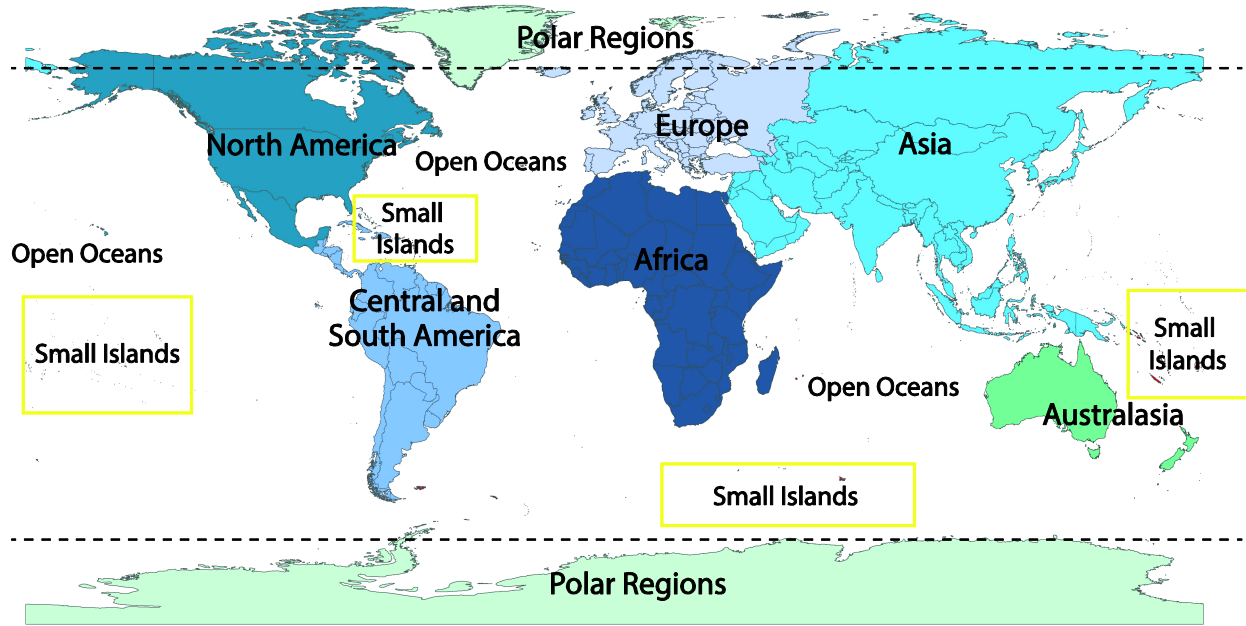 Polar Regions
North America
Europe
Asia
Open Oceans
Small
Islands
Open Oceans
Africa
Central and
South America
Small Islands
Small
Islands
Open Oceans
Australasia
Small Islands
Polar Regions